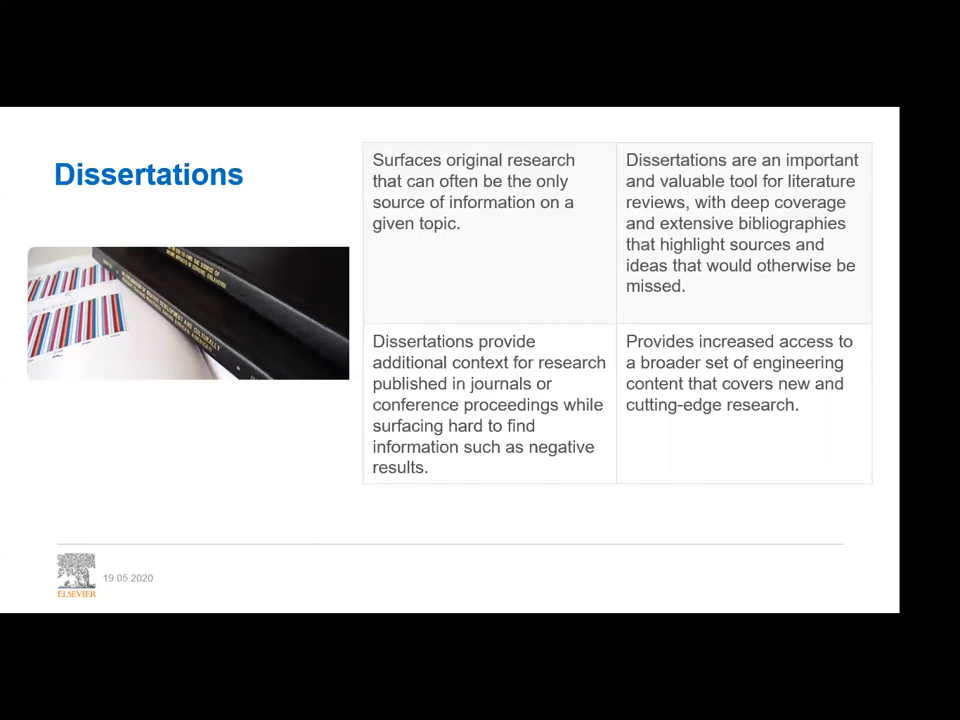 Dissertations
Surfaces original research
that can often be the only
source of information on a
given topic.
Dissertations are an important
and valuable tool for literature
reviews, with deep coverage
and extensive bibliographies
that highlight sources and
ideas that would otherwise be
missed.
Dissertations provide
additional context for research
published in journals or
conference proceedings while
surfacing hard to find
information such as negative
results.
Provides increased access to
a broader set of engineering
content that covers new and
cutting-edge research.
ELSEVIER
19.05.2020